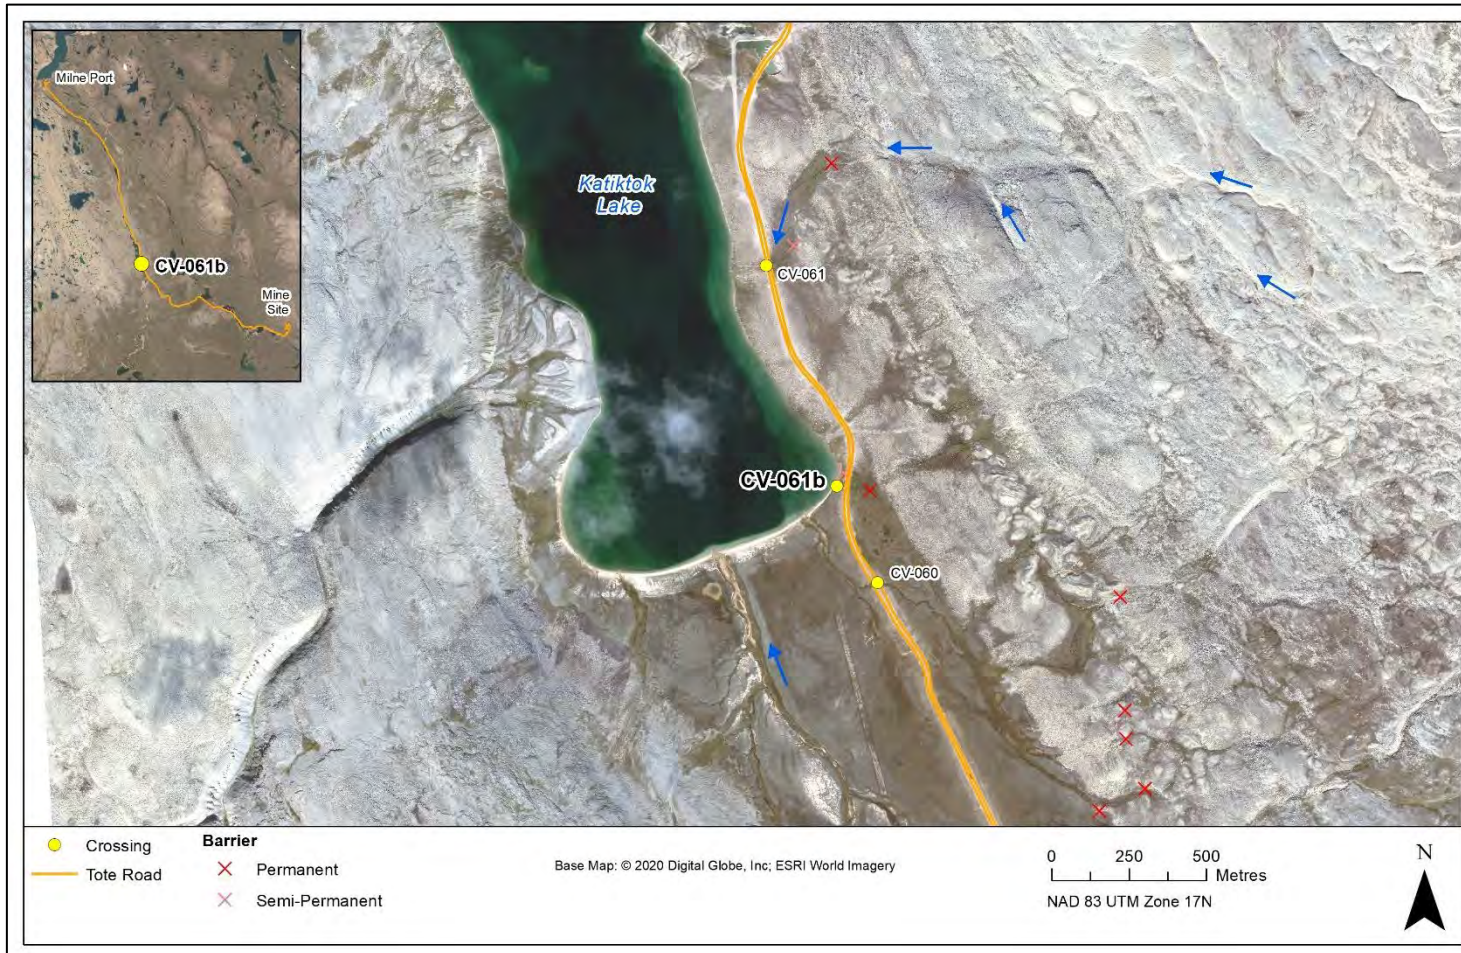 Milne Port
CV-061b
Mine
Site
Katiktok
Lake
CV-061
CV-061b
CV-060
Crossing
Tote Road
Barrier
Permanent
Semi-Permanent
Base Map: © 2020 Digital Globe, Inc; ESRI World Imagery
0 250 500
Metres
NAD 83 UTM Zone 17N
N